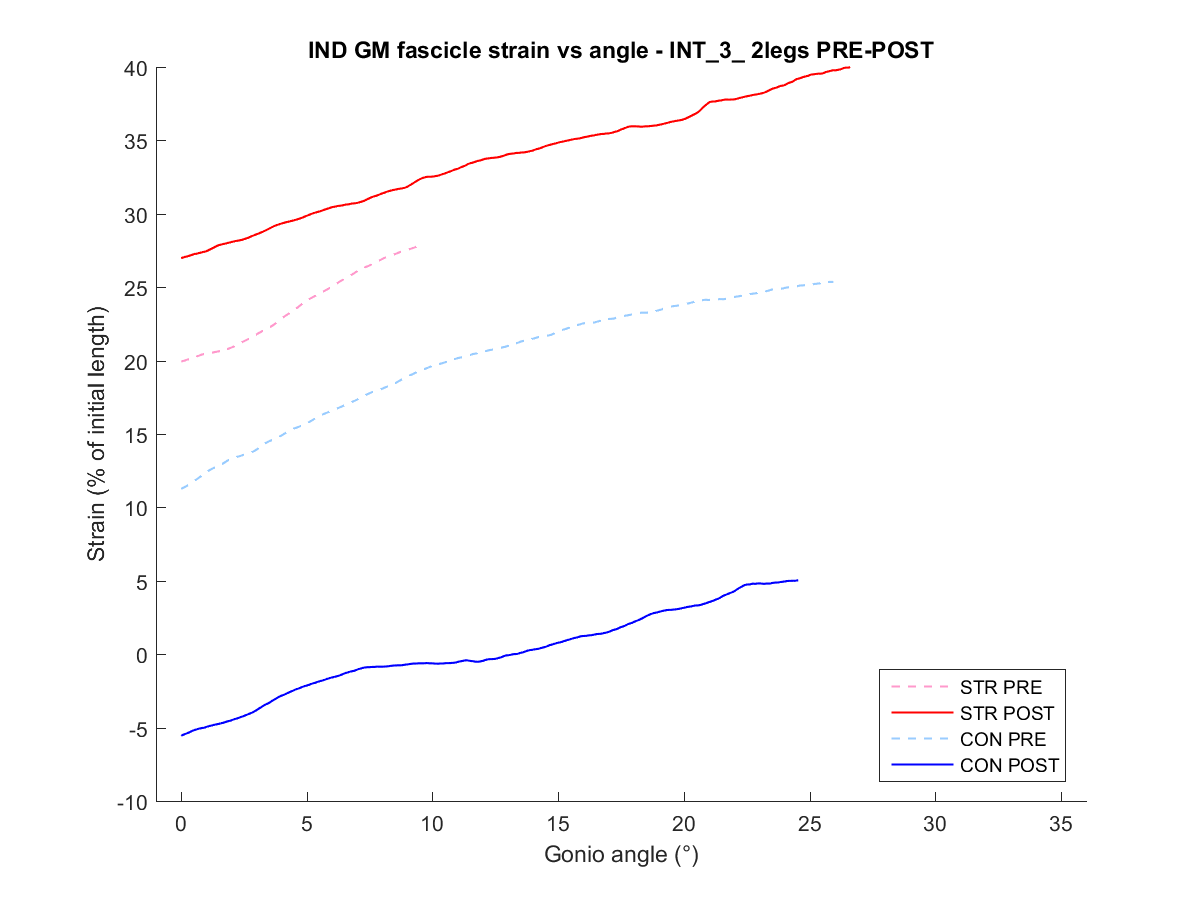 IND GM fascicle strain vs angle - INT_3_ 2legs PRE-POST
40
35
30
25
20
15
10
5
0
-5
-10
Strain (% of initial length)
0 5 10 15 20 25 30 35
Gonio angle (°)
STR PRE
STR POST
CON PRE
CON POST